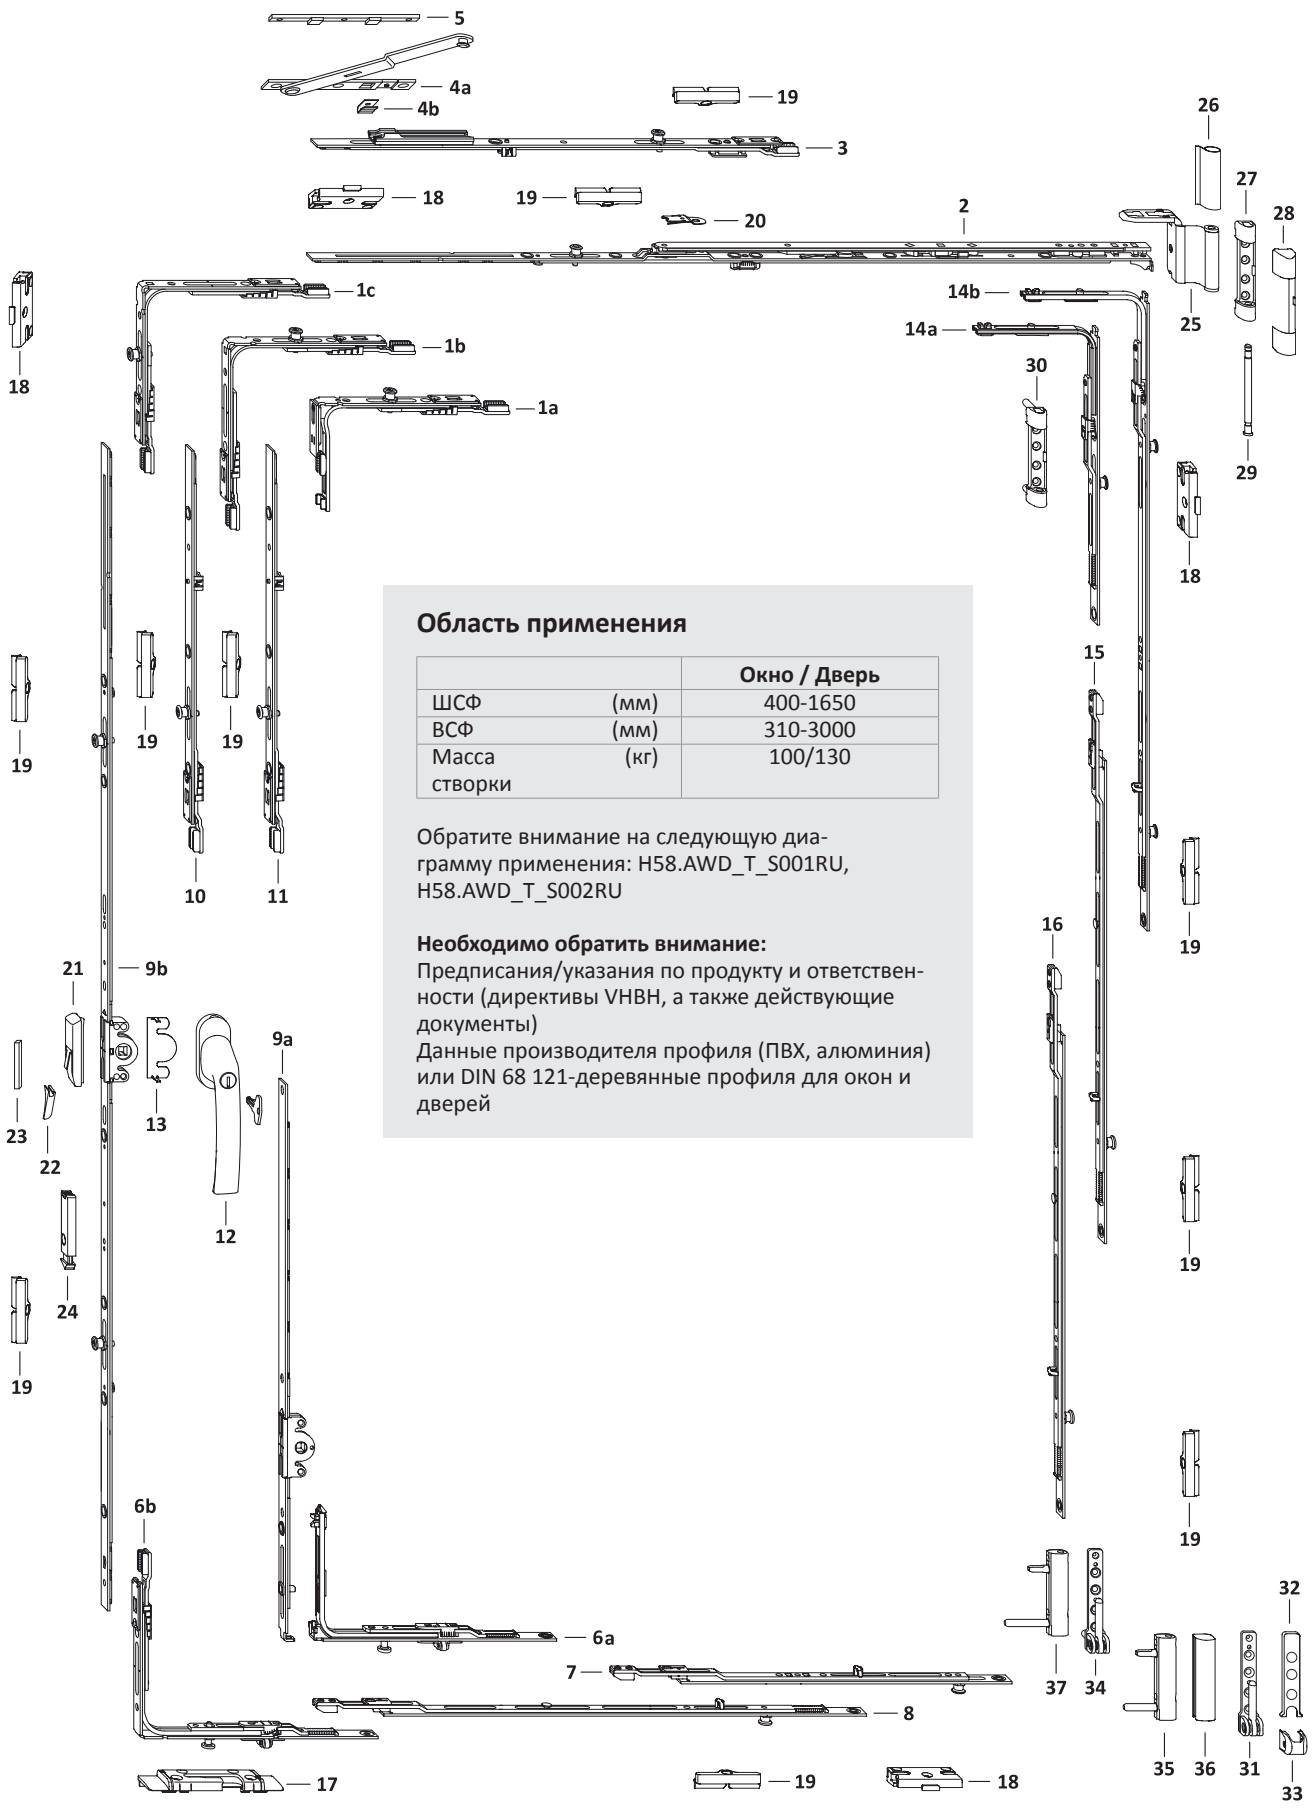 5
4a
4b
19
3
26
18
19
20
2
27
28
1c
14b
25
18
1b
14a
30
1a
29
18
Область применения
Окно / Дверь
ШСФ (мм) 400-1650
ВСФ (мм) 310-3000
Масса (кг) 100/130
створки
Обратите внимание на следующую диа-
грамму применения: H58.AWD_T_S001RU,
H58.AWD_T_S002RU
Необходимо обратить внимание:
Предписания/указания по продукту и ответствен-
ности (директивы VHBH, а также действующие
документы)
Данные производителя профиля (ПВХ, алюминия)
или DIN 68 121-деревянные профиля для окон и
дверей
15
19
19
19
10
11
16
19
21
9b
9a
23
13
22
12
19
24
19
19
6b
32
6a
7
37
34
8
17
19
18
35
36
31
33